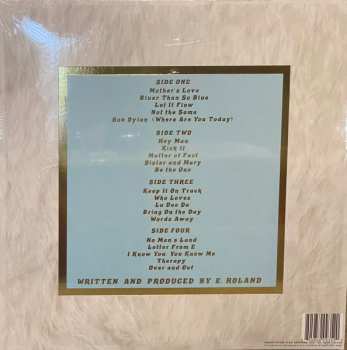 SIDE ONE
Mother's Love
Bluer Than So Blue
Let It Flow
Not the Same
Bob Dylan (Where Are You Today)
SIDE TWO
Hey Man
Kick It
Matter of Fact
Sister and Mary
Be the One
SIDE THREE
Keep It On Track
Who Loves
La Dee Da
Bring On the Day
Words Away
SIDE FOUR
No Man's Land
Letter From E
I Know You, You Know Me
Therapy
Over and Out
WRITTEN AND PRODUCED BY E. ROLAND